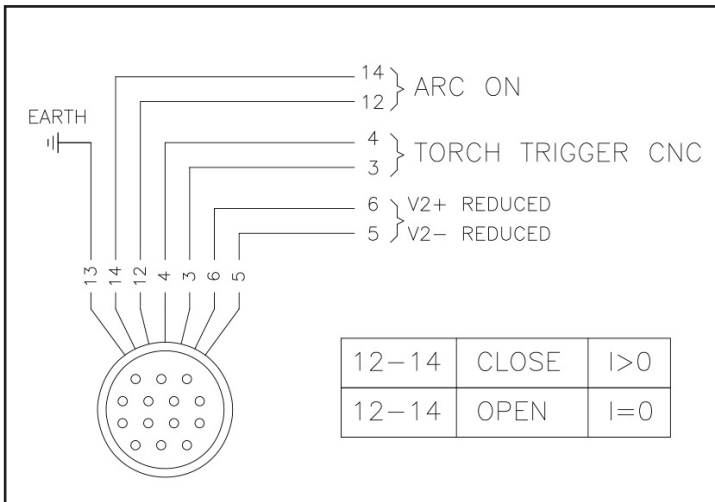 14
12
ARC ON
EARTH
4
3
TORCH TRIGGER CNC
6 V2+ REDUCED
5 V2- REDUCED
13 14 12 4 3 6 5
12-14 CLOSE I>0
12-14 OPEN I=0